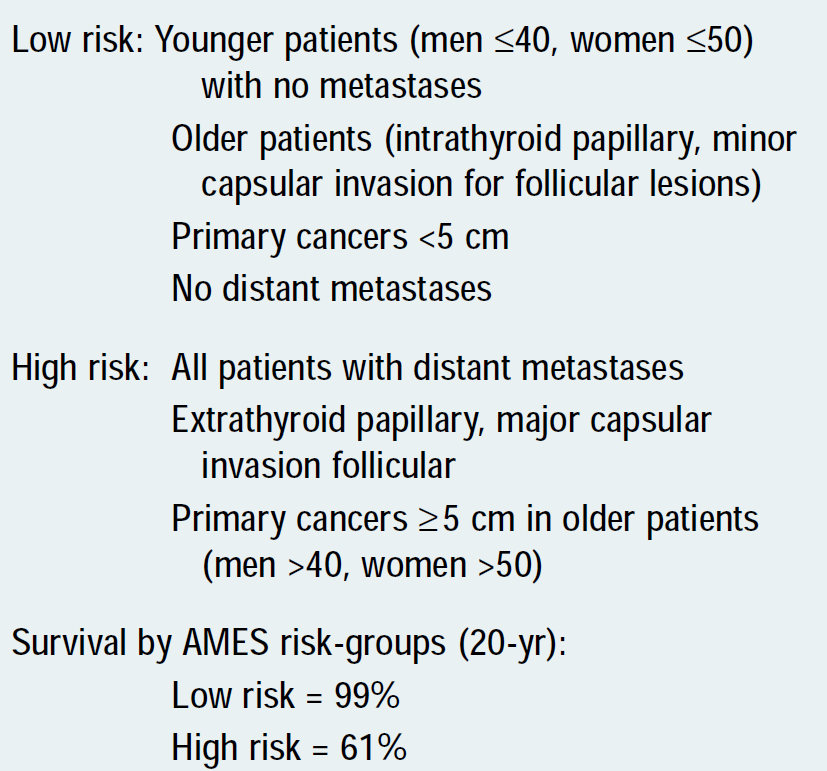 Low risk: Younger patients (men ≤40, women ≤50)
with no metastases
Older patients (intrathyroid papillary, minor
capsular invasion for follicular lesions)
Primary cancers <5 cm
No distant metastases
High risk: All patients with distant metastases
Extrathyroid papillary, major capsular
invasion follicular
Primary cancers ≥5 cm in older patients
(men >40, women >50)
Survival by AMES risk-groups (20-yr):
Low risk = 99%
High risk = 61%